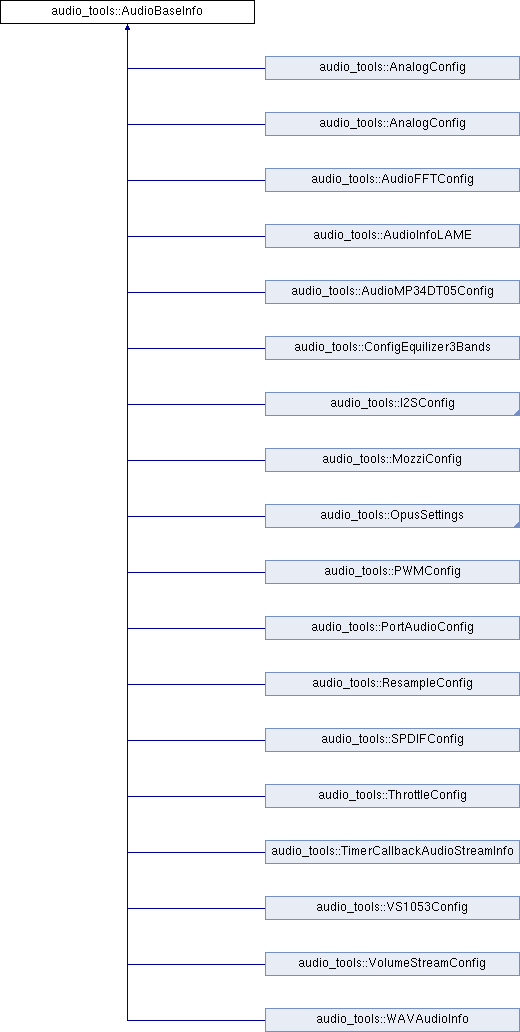 audio_tools::AudioBaseInfo
audio_tools::AnalogConfig
audio_tools::AnalogConfig
audio_tools::AudioFFTConfig
audio_tools::AudioInfoLAME
audio_tools::AudioMP34DT05Config
audio_tools::ConfigEquilizer3Bands
audio_tools::I2SConfig
audio_tools::MozziConfig
audio_tools::OpusSettings
audio_tools::PWMConfig
audio_tools::PortAudioConfig
audio_tools::ResampleConfig
audio_tools::SPDIFConfig
audio_tools::ThrottleConfig
audio_tools::TimerCallbackAudioStreamInfo
audio_tools::VS1053Config
audio_tools::VolumeStreamConfig
audio_tools::WAVAudioInfo